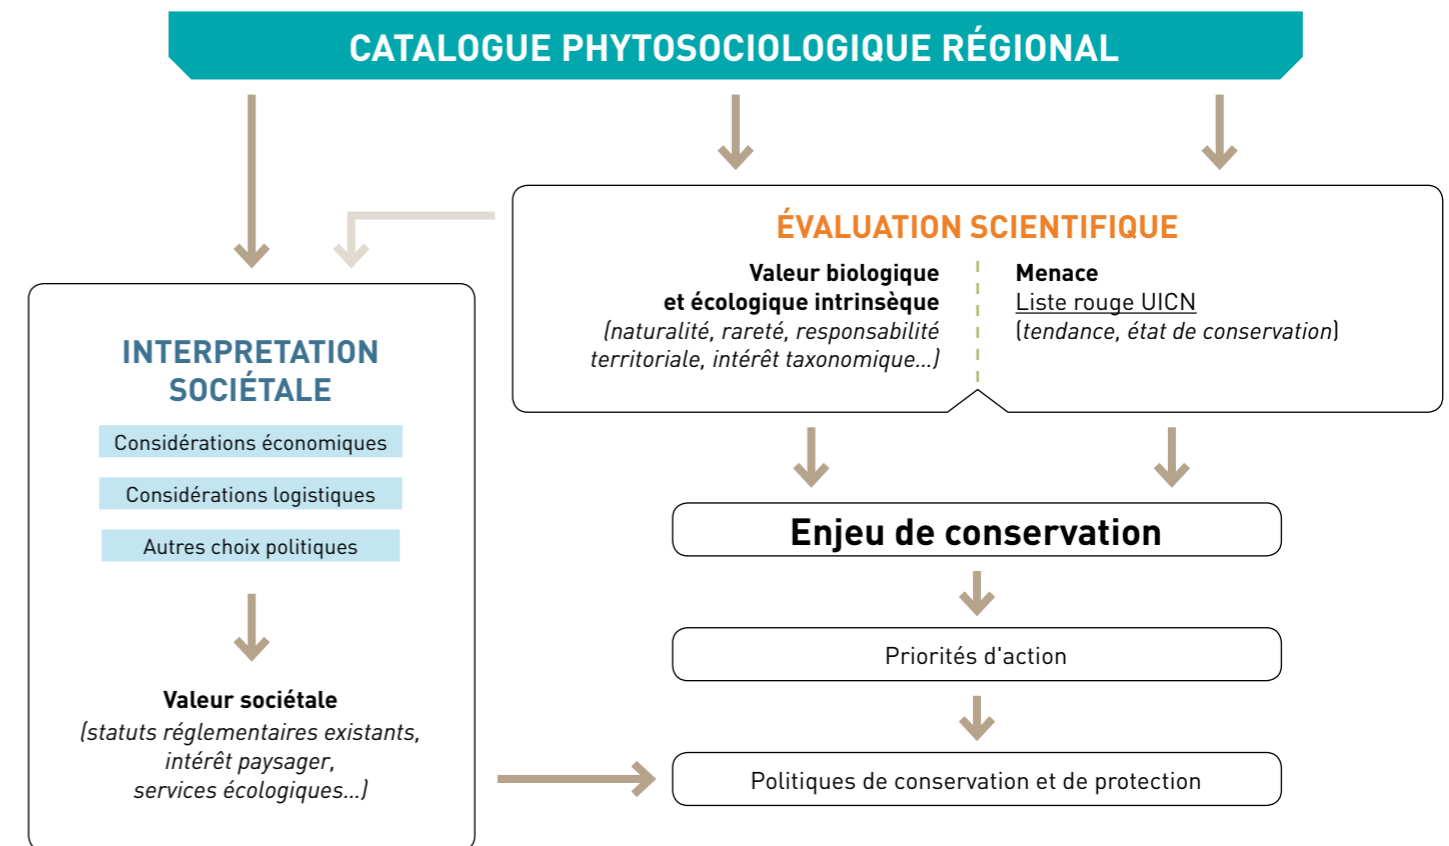 CATALOGUE PHYTOSOCIOLOGIQUE RÉGIONAL
ÉVALUATION SCIENTIFIQUE
Valeur biologique
et écologique intrinsèque
(naturalité, rareté, responsabilité
territoriale, intérêt taxonomique...)
Menace
Liste rouge UICN
(tendance, état de conservation)
INTERPRETATION
SOCIÉTALE
Considérations économiques
Considérations logistiques
Autres choix politiques
Valeur sociétale
(statuts réglementaires existants,
intérêt paysager,
services écologiques...)
Enjeu de conservation
Priorités d'action
Politiques de conservation et de protection